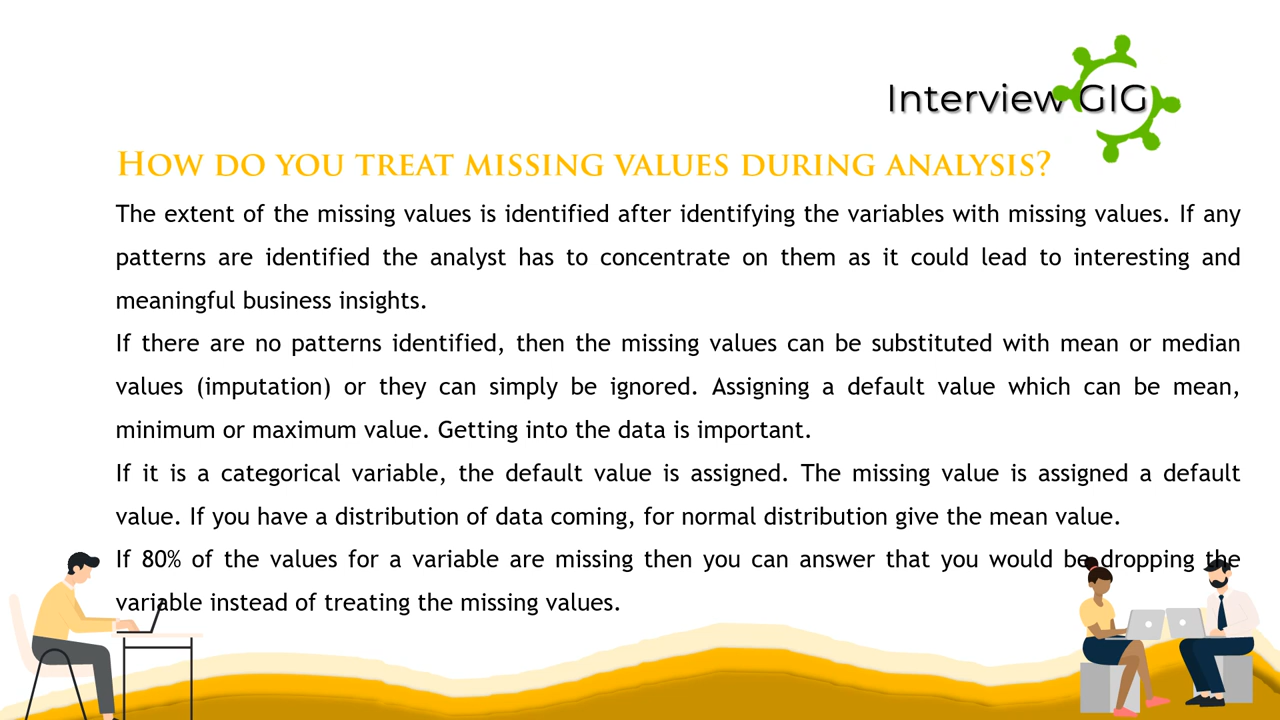 Interview GIG
How do you treat missing values during analysis?
The extent of the missing values is identified after identifying the variables with missing values. If any
patterns are identified the analyst has to concentrate on them as it could lead to interesting and
meaningful business insights.
If there are no patterns identified, then the missing values can be substituted with mean or median
values (imputation) or they can simply be ignored. Assigning a default value which can be mean,
minimum or maximum value. Getting into the data is important.
If it is a categorical variable, the default value is assigned. The missing value is assigned a default
value. If you have a distribution of data coming, for normal distribution give the mean value.
If 80% of the values for a variable are missing then you can answer that you would be dropping the
variable instead of treating the missing values.